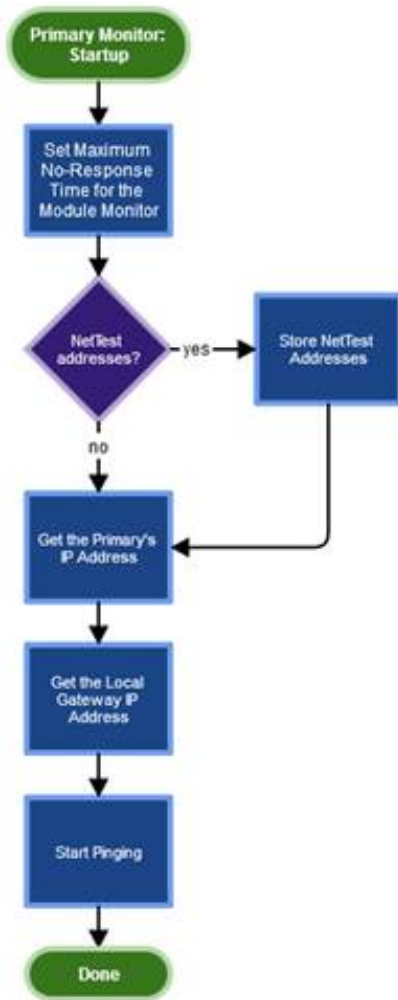 Primary Monitor:
Startup
Set Maximum
No-Response
Time for the
Module Monitor
NetTest
addresses?
yes
Store NetTest
Addresses
no
Get the Primary's
IP Address
Get the Local
Gateway IP
Address
Start Pinging
Done